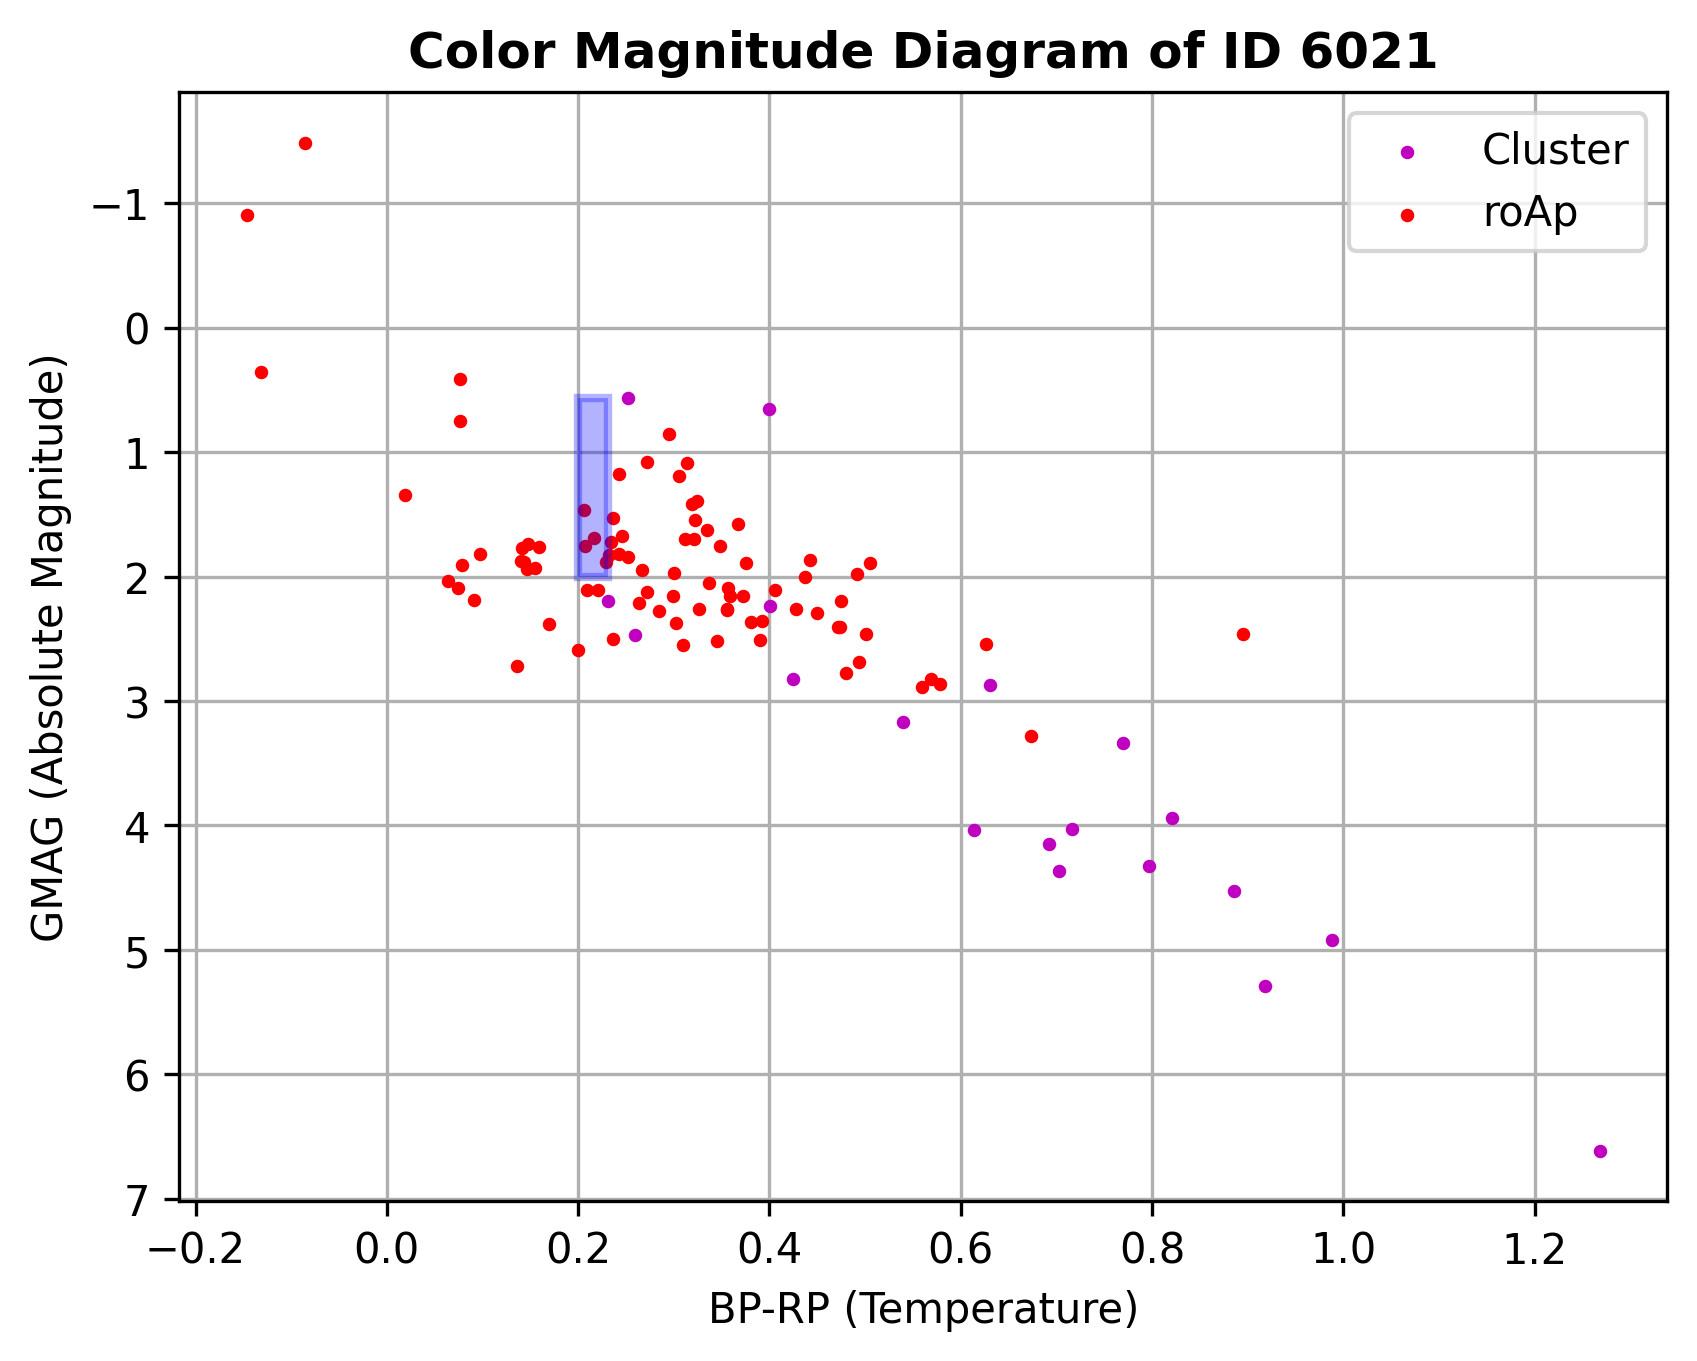 Color Magnitude Diagram of ID 6021
Cluster
roAp
GMAG (Absolute Magnitude)
−1
0
1
2
3
4
5
6
7
−0.2 0.0 0.2 0.4 0.6 0.8 1.0 1.2
BP-RP (Temperature)